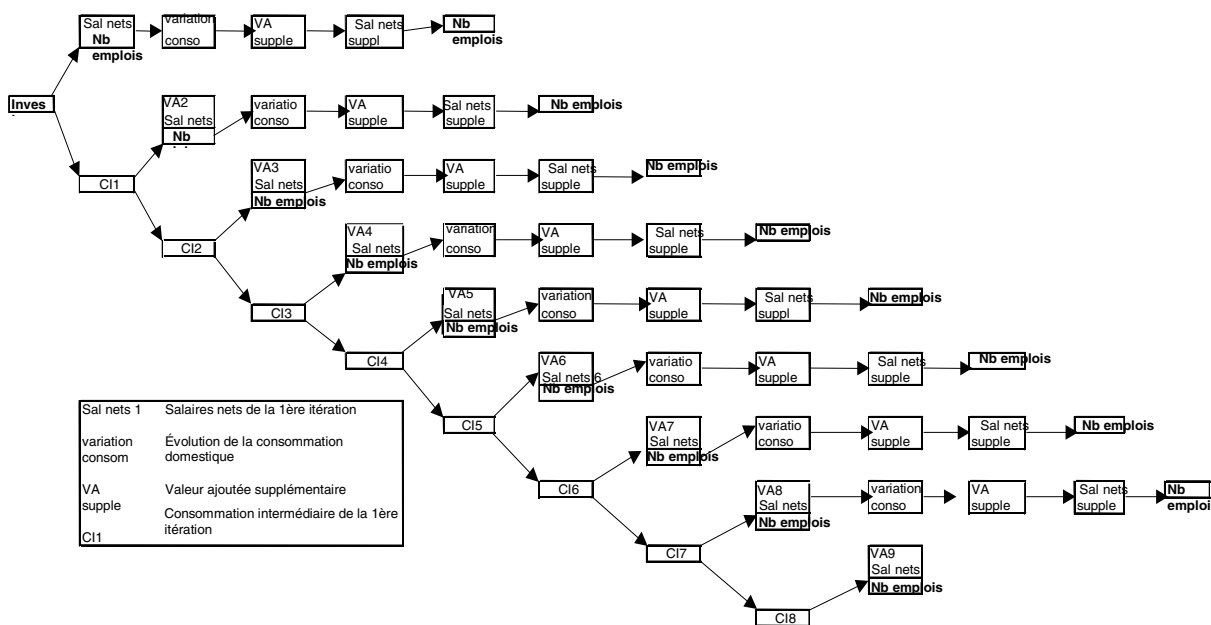 Sal nets
Nb
emplois
variation
conso
VA
supple
Sal nets
suppl
Nb
emplois
Inves
VA2
Sal nets
Nb
variatio
conso
VA
supple
Sal nets
supple
Nb emplois
CI1
VA3
Sal nets
Nb emplois
variatio
conso
VA
supple
Sal nets
supple
Nb emplois
CI2
VA4
Sal nets
Nb emplois
variation
conso
VA
supple
Sal nets
supple
Nb emplois
CI3
VA5
Sal nets
Nb emplois
variation
conso
VA
supple
Sal nets
suppl
Nb emplois
CI4
VA6
Sal nets 6
Nb emplois
variatio
conso
VA
supple
Sal nets
supple
Nb emplois
CI5
VA7
Sal nets
Nb emplois
variatio
conso
VA
supple
Sal nets
supple
Nb emplois
CI6
VA8
Sal nets
Nb emplois
variation
conso
VA
supple
Sal nets
supple
Nb
emploi
CI7
VA9
Sal nets
Nb emplois
CI8
Sal nets 1 Salaires nets de la 1ère itération
variation Évolution de la consommation
consom domestique
VA Valeur ajoutée supplémentaire
supple
Consommation intermédiaire de la 1ère
itération
CI1